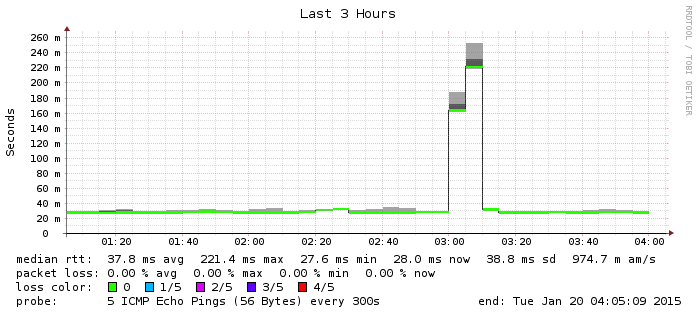 Last 3 Hours
RRDTOOL / TOBI OETIKER
Seconds
260 m
240 m
220 m
200 m
180 m
160 m
140 m
120 m
100 m
80 m
60 m
40 m
20 m
0
01:20 01:40 02:00 02:20 02:40 03:00 03:20 03:40 04:00
median rtt: 37.8 ms avg 221.4 ms max 27.6 ms min 28.0 ms now 38.8 ms sd 974.7 m am/s
packet loss: 0.00 % avg 0.00 % max 0.00 % min 0.00 % now
loss color: 0 1/5 2/5 3/5 4/5
probe: 5 ICMP Echo Pings (56 Bytes) every 300s end: Tue Jan 20 04:05:09 2015